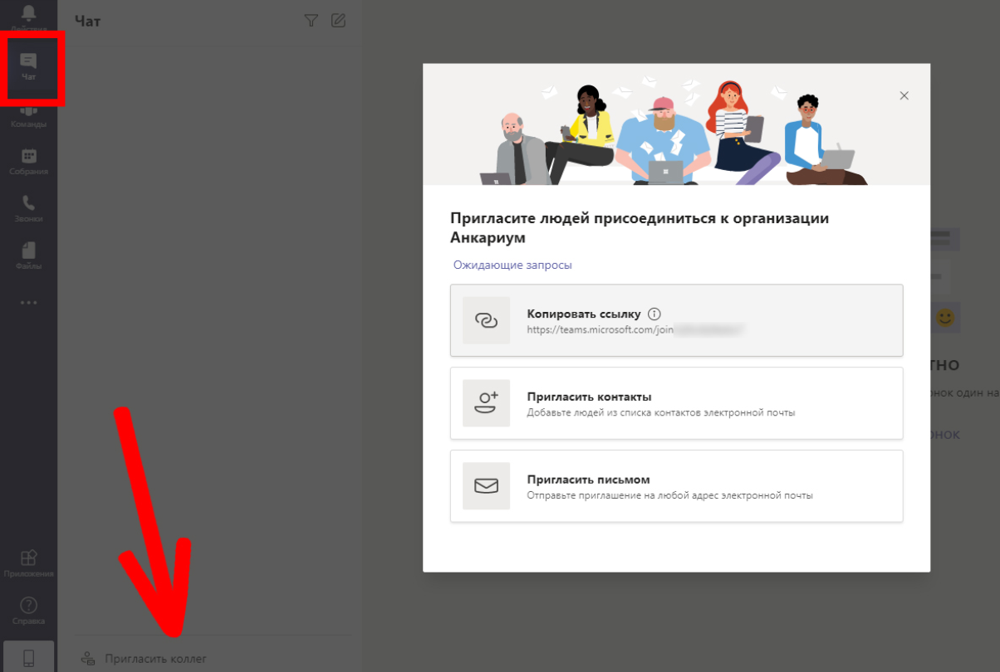 Действия
Чат
Чат
Команды
Собрания
Звонки
Файлы
Приложения
Справка
Пригласить коллег
Пригласите людей присоединиться к организации
Анкариум
Ожидающие запросы
Копировать ссылку
https://teams.microsoft.com/join
Пригласить контакты
Добавьте людей из списка контактов электронной почты
Пригласить письмом
Отправьте приглашение на любой адрес электронной почты
тно
нок один на
онок